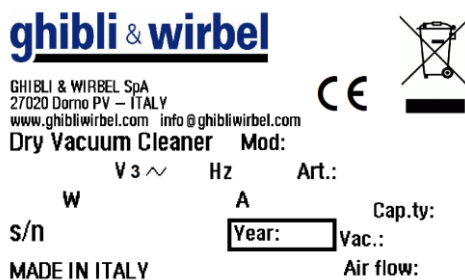 ghibli & wirbel
GHIBLI & WIRBEL SpA
27020 Dorno PV – ITALY
www.ghibliwirbel.com info@ghibliwirbel.com
CE
Dry Vacuum Cleaner Mod:
V 3 ~ Hz Art.:
W A Cap.ty:
s/n Year: Vac.:
MADE IN ITALY Air flow: